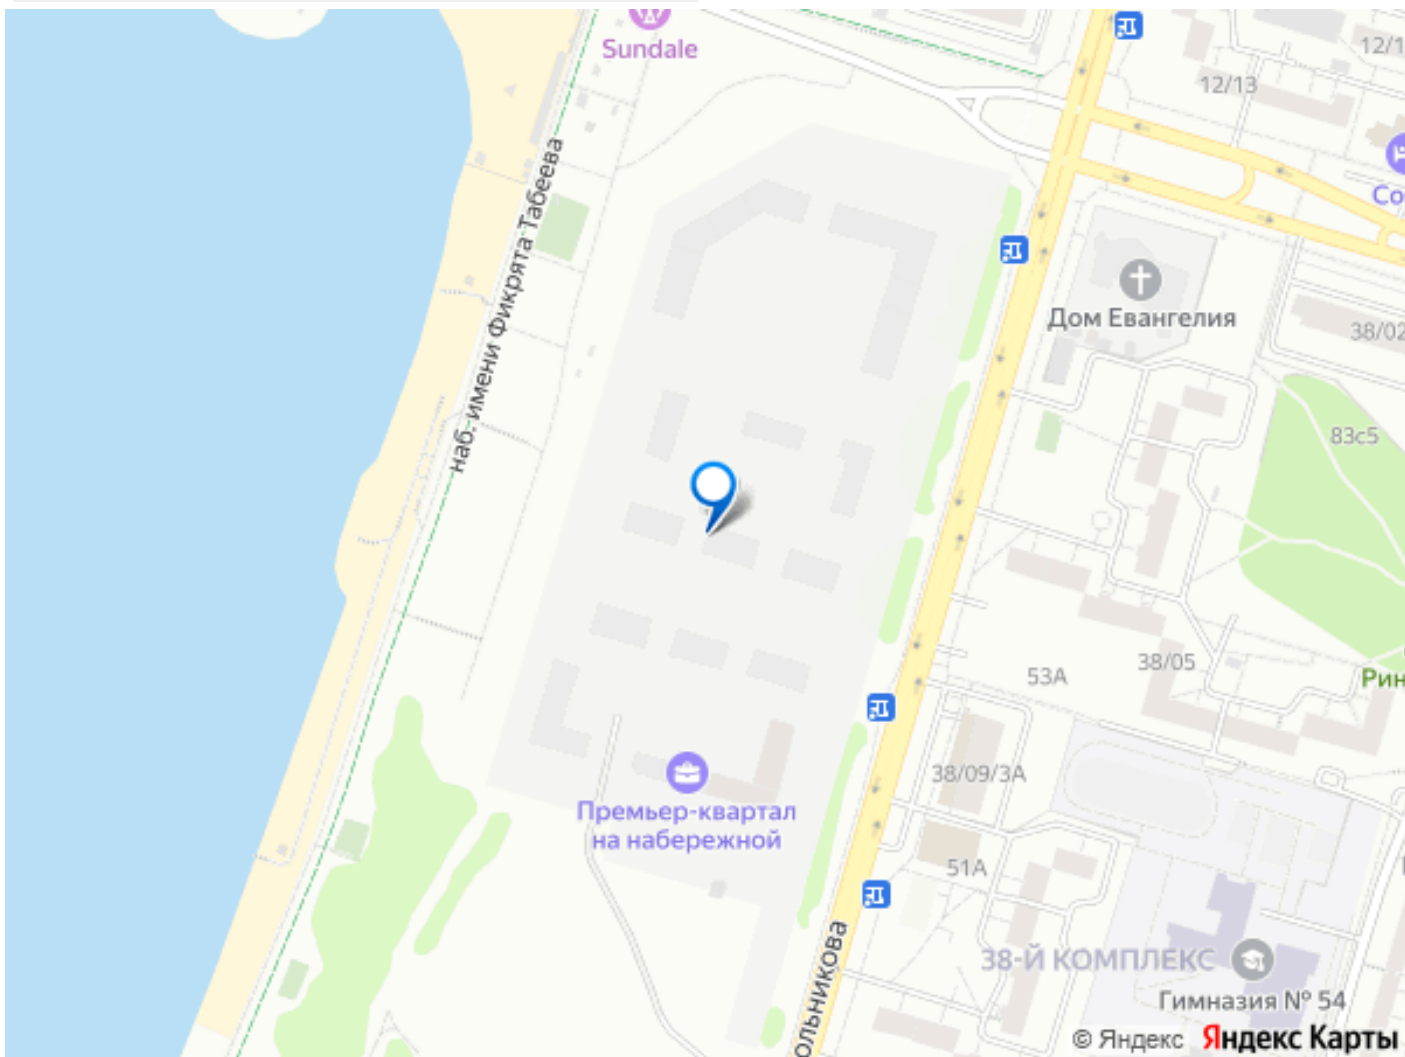 Sundale
12/1
12/13
наб. имени Фикрята Табеева
Со
Дом Евангелия
38/02
83с5
53А
38/05
Рин
38/09/3А
Премьер-квартал
на набережной
51А
ольникова
38-Й КОМПЛЕКС
Гимназия № 54
© Яндекс Яндекс Карты